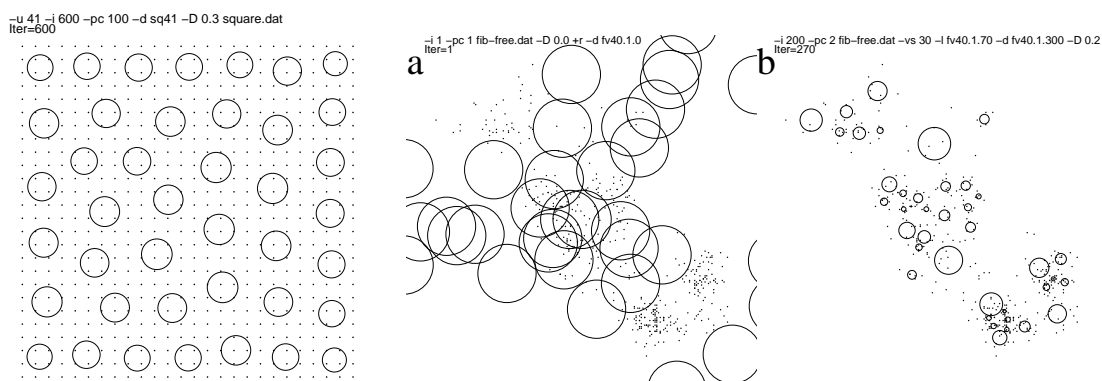 −u 41 −i 600 −pc 100 −d sq41 −D 0.3 square.dat
Iter=600
−i 1 −pc 1 fib−free.dat −D 0.0 +r −d fv40.1.0
Iter=1
a
−i 200 −pc 2 fib−free.dat −vs 30 −l fv40.1.70 −d fv40.1.300 −D 0.2
Iter=270
b